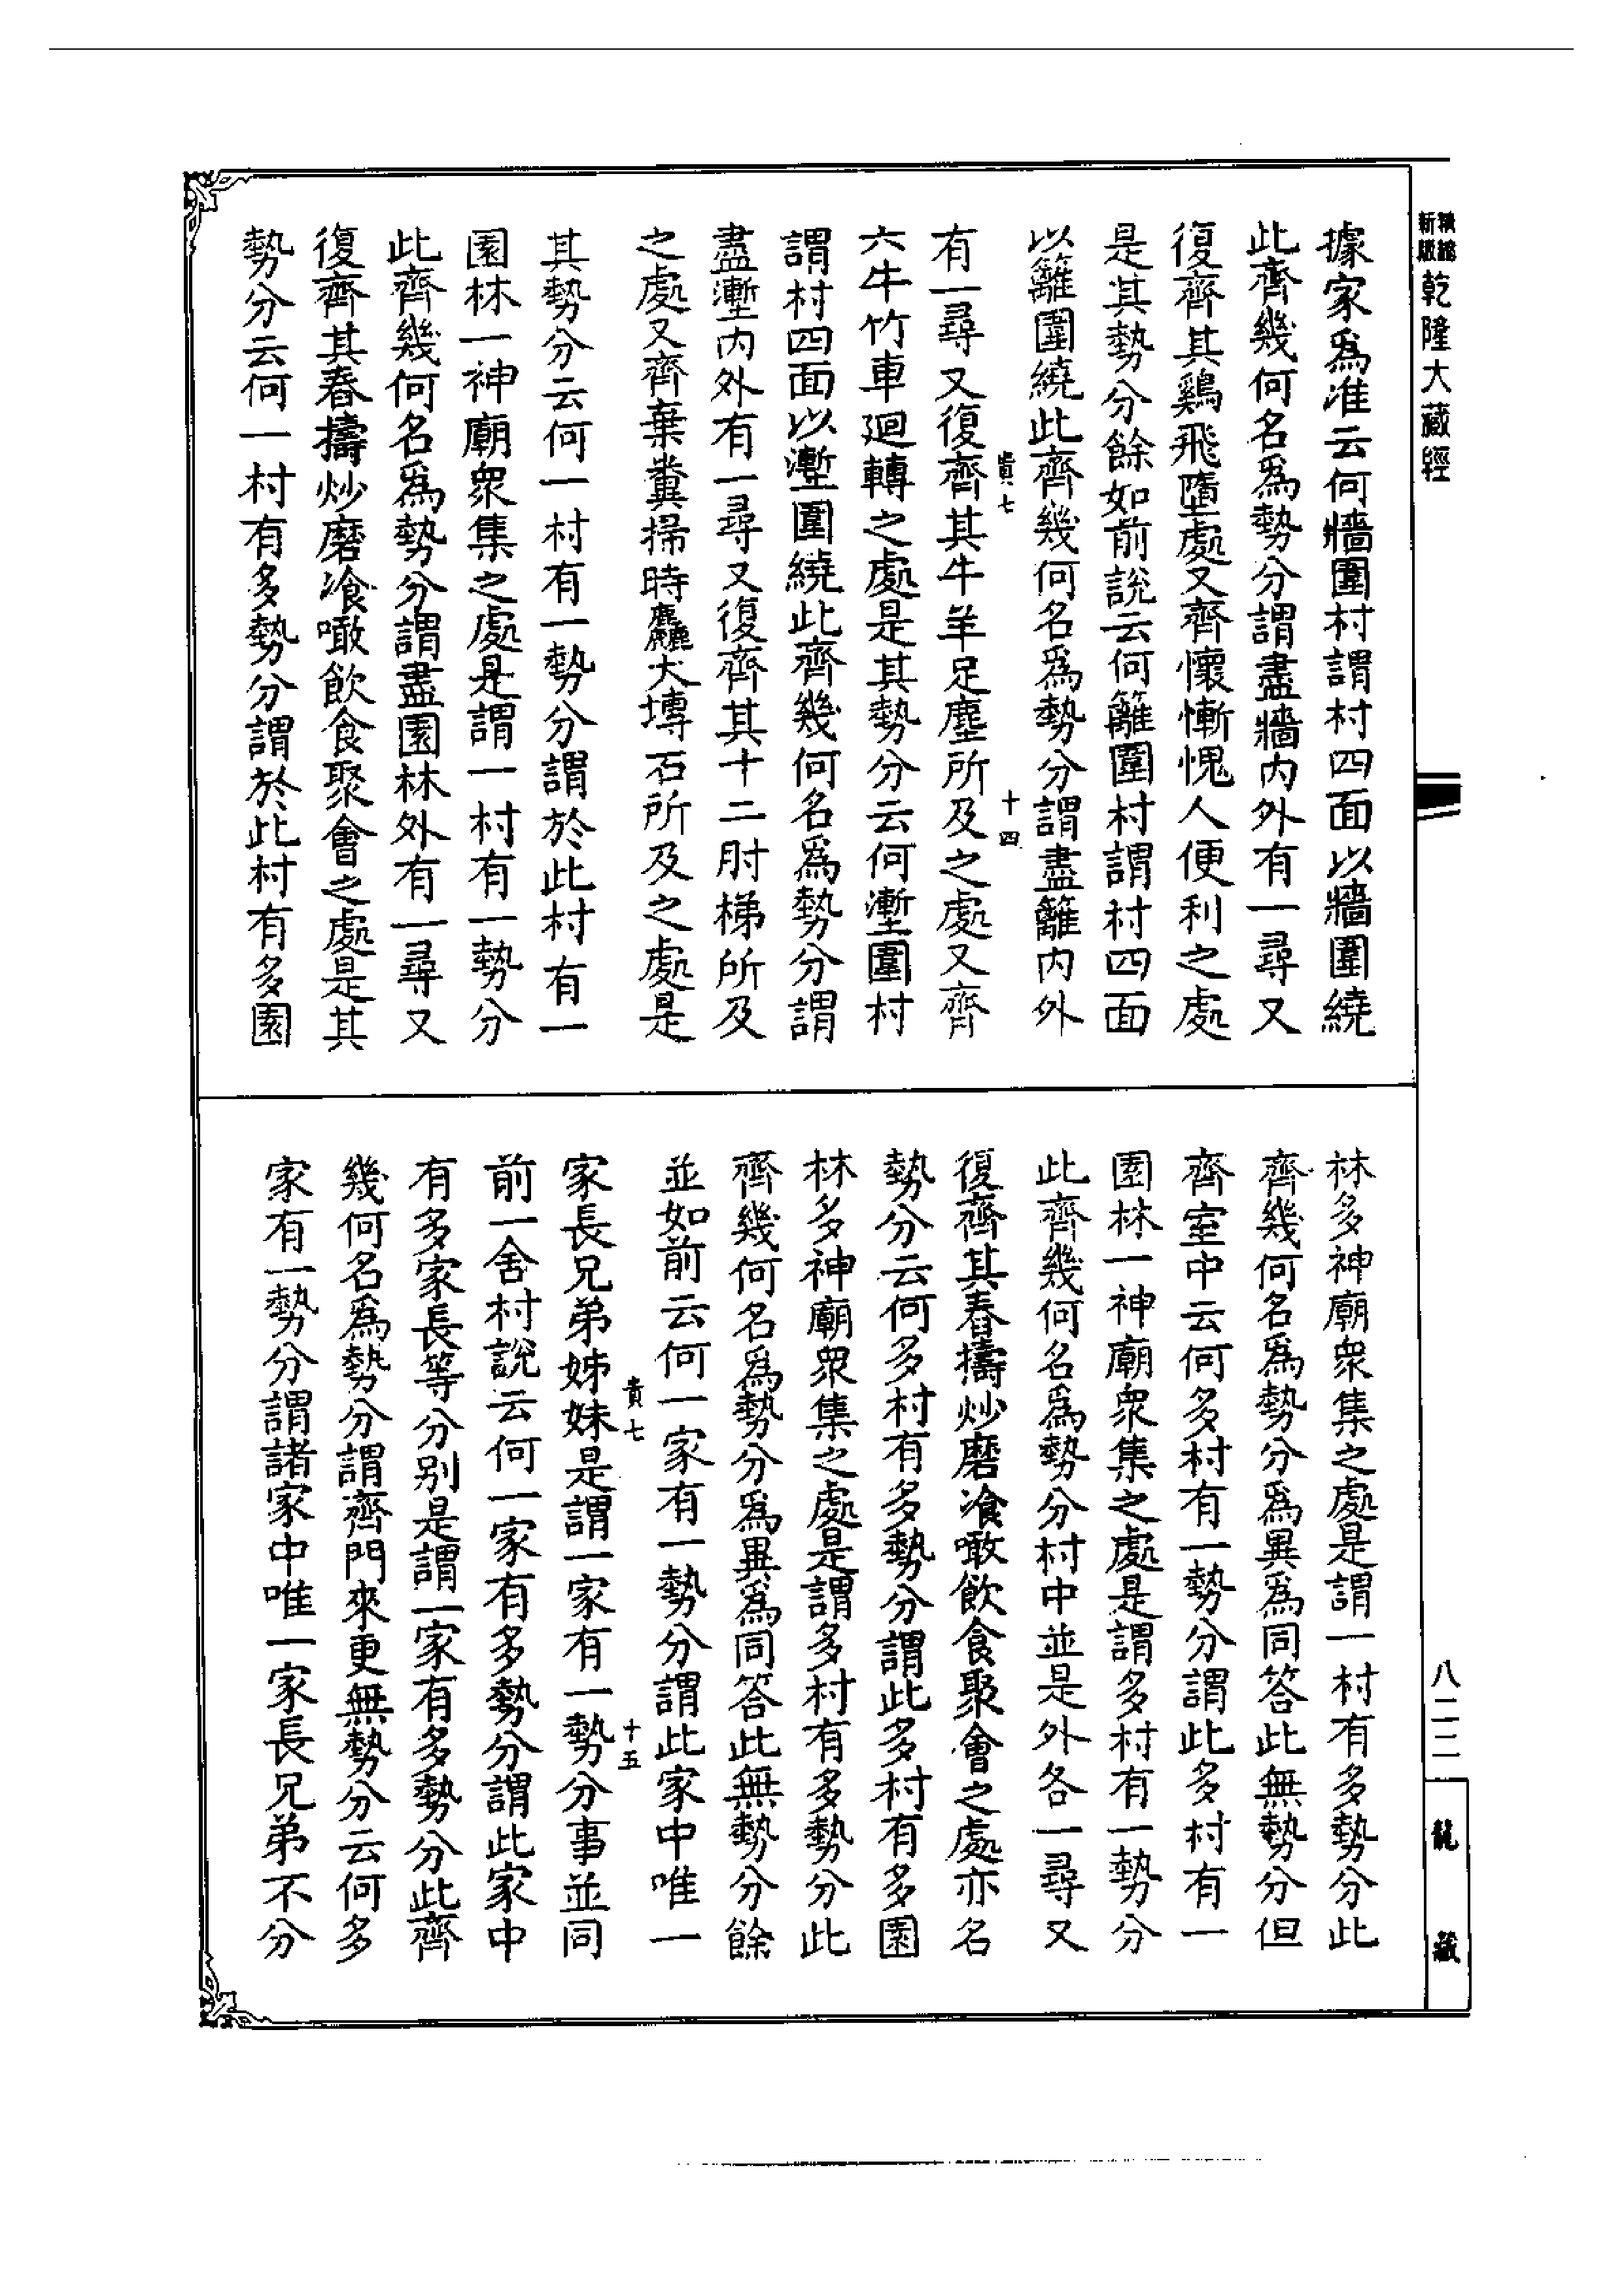 精縮
新版
乾隆大藏經
據家爲准云何牆圍村謂村四面以牆圍繞
此齊幾何名爲勢分謂盡牆內外有一尋又
復齊其鷄飛墮處又齊懷慚愧人便利之處
是其勢分餘如前說云何籬圍村謂村四面
以籬圍繞此齊幾何名爲勢分謂盡籬內外
貴七
十四
有一尋又復齊其牛羊足塵所及之處又齊
六牛竹車迴轉之處是其勢分云何塹圍村
謂村四面以塹圍繞此齊幾何名爲勢分謂
盡塹內外有一尋又復齊其十二肘梯所及
之處又齊棄糞掃時麤大塼石所及之處是
其勢分云何一村有一勢分謂於此村有一
園林一神廟衆集之處是謂一村有一勢分
此齊幾何名爲勢分謂盡園林外有一尋又
復齊其舂擣炒磨飡噉飲食聚會之處是其
勢分云何一村有多勢分謂於此村有多園
林多神廟衆集之處是謂一村有多勢分此
齊幾何名爲勢分爲異爲同答此無勢分但
齊室中云何多村有一勢分謂此多村有一
園林一神廟衆集之處是謂多村有一勢分
此齊幾何名爲勢分村中並是外各一尋又
復齊其舂擣炒磨飡噉飲食聚會之處亦名
勢分云何多村有多勢分謂此多村有多園
林多神廟衆集之處是謂多村有多勢分此
齊幾何名爲勢分爲異爲同答此無勢分餘
並如前云何一家有一勢分謂此家中唯一
貴七
十五
家長兄弟姊妹是謂一家有一勢分事並同
前一舍村說云何一家有多勢分謂此家中
有多家長等分別是謂一家有多勢分此齊
幾何名爲勢分謂齊門來更無勢分云何多
家有一勢分謂諸家中唯一家長兄弟不分
八二二
龍藏